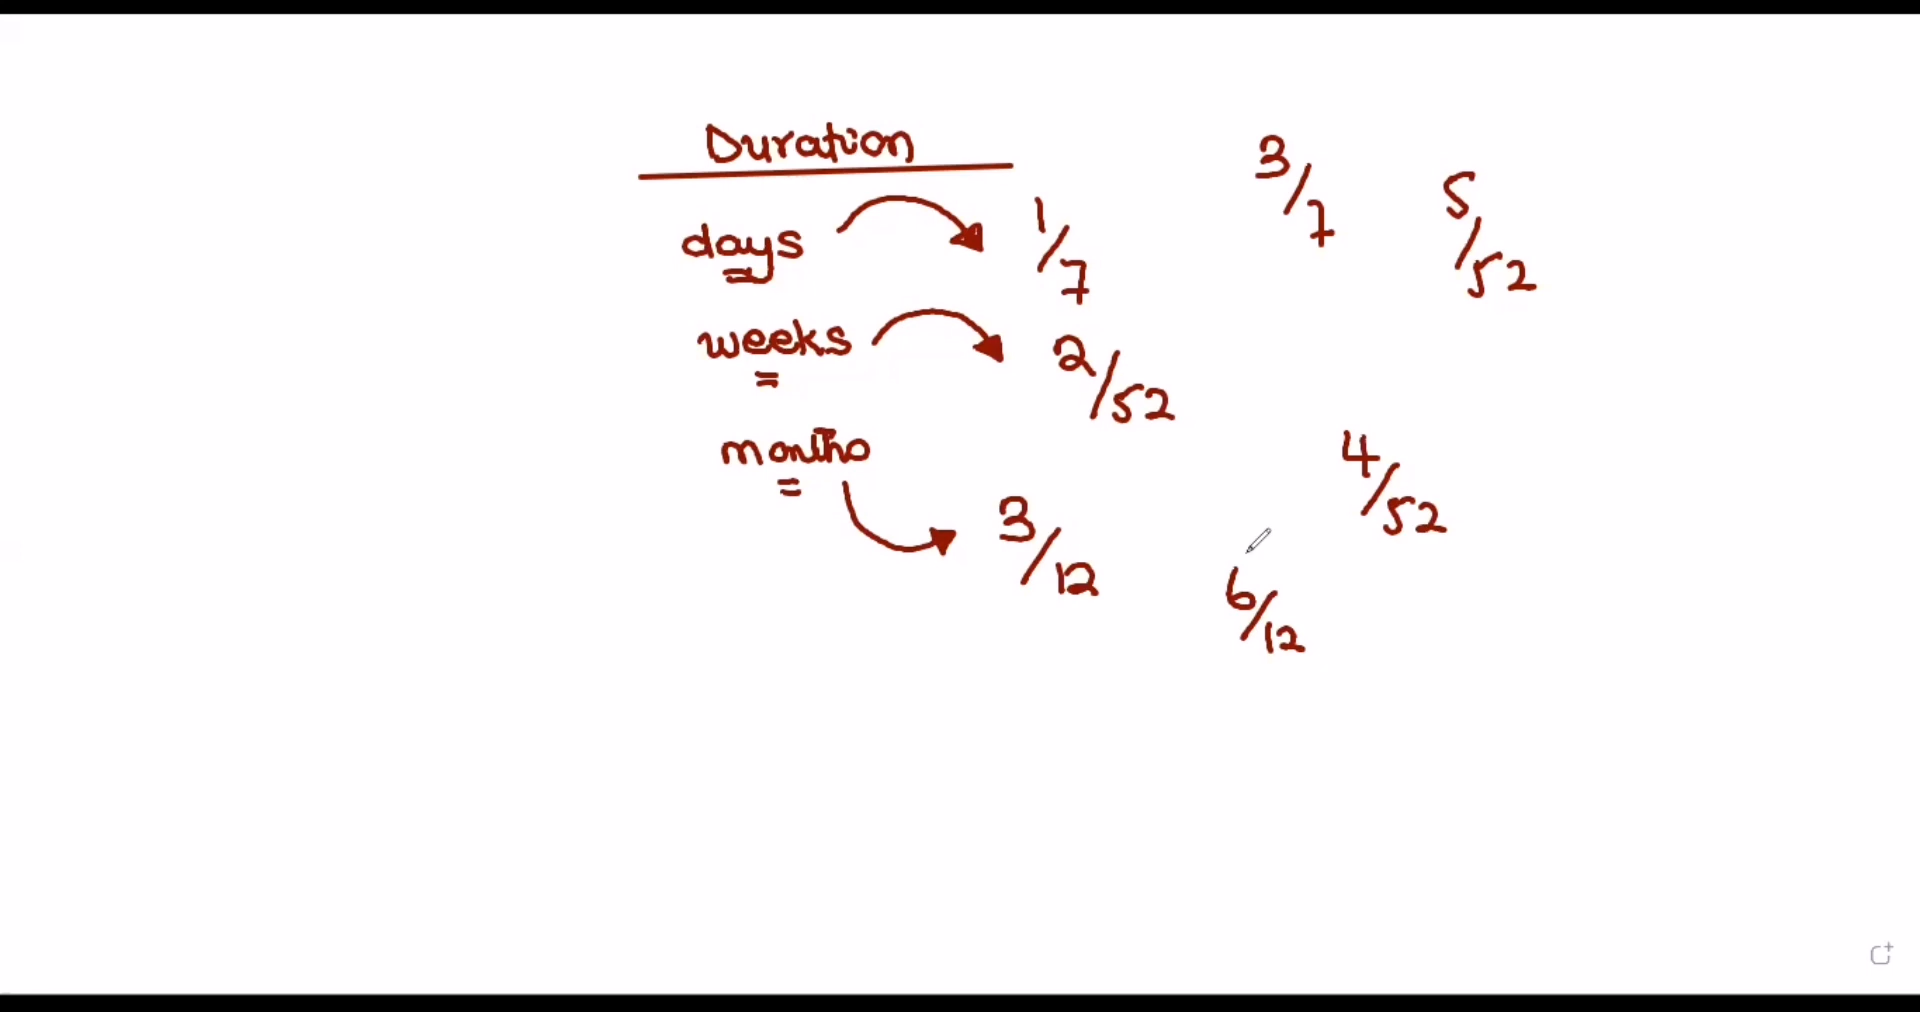 Duration
days 1/7
3/7 5/52
weeks 2/52
months 3/12
4/52
6/12